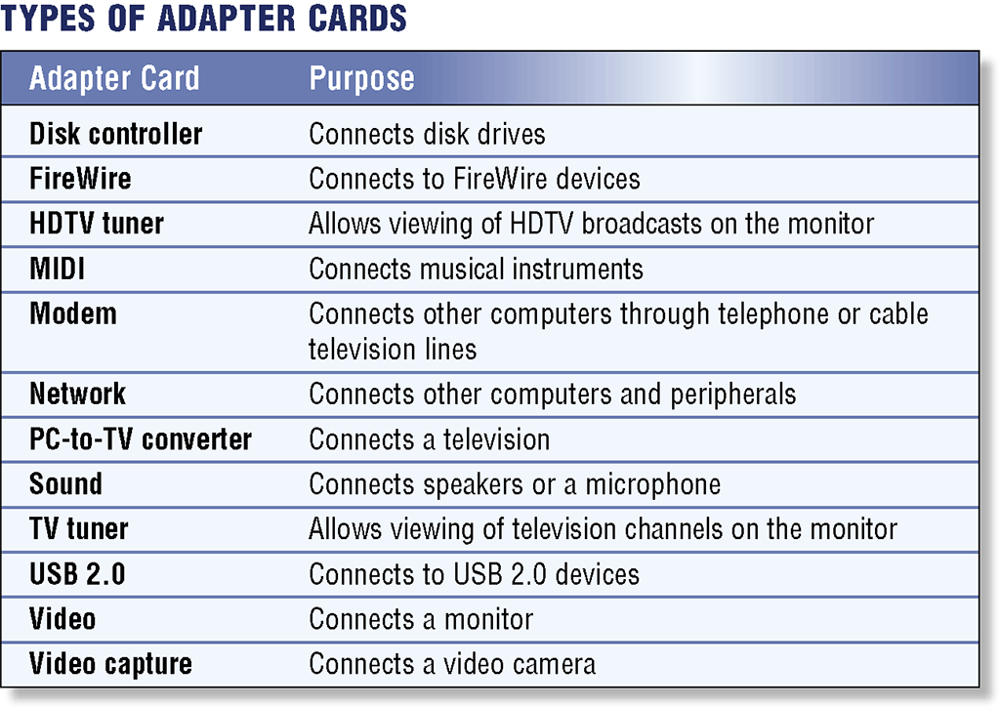 TYPES OF ADAPTER CARDS
Adapter Card Purpose
Disk controller Connects disk drives
FireWire Connects to FireWire devices
HDTV tuner Allows viewing of HDTV broadcasts on the monitor
MIDI Connects musical instruments
Modem Connects other computers through telephone or cable
television lines
Network Connects other computers and peripherals
PC-to-TV converter Connects a television
Sound Connects speakers or a microphone
TV tuner Allows viewing of television channels on the monitor
USB 2.0 Connects to USB 2.0 devices
Video Connects a monitor
Video capture Connects a video camera